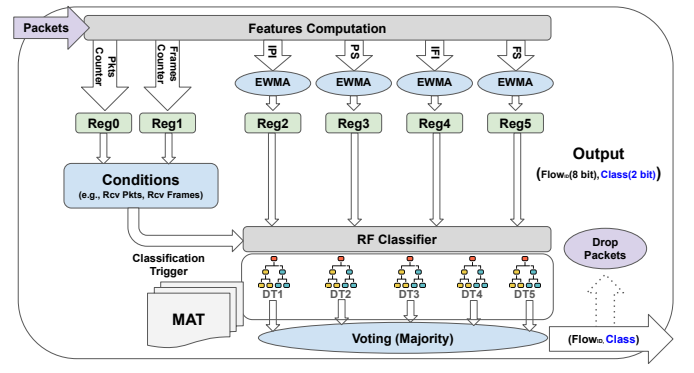 Packets
Features Computation
Pkts
Counter
Frames
Counter
IPI
PS
IFI
FS
EWMA
EWMA
EWMA
EWMA
Reg0
Reg1
Reg2
Reg3
Reg4
Reg5
Output
(FlowID(8 bit), Class(2 bit))
Conditions
(e.g., Rcv Pkts, Rcv Frames)
RF Classifier
Classification
Trigger
Drop
Packets
DT1
DT2
DT3
DT4
DT5
MAT
Voting (Majority)
(FlowID, Class)